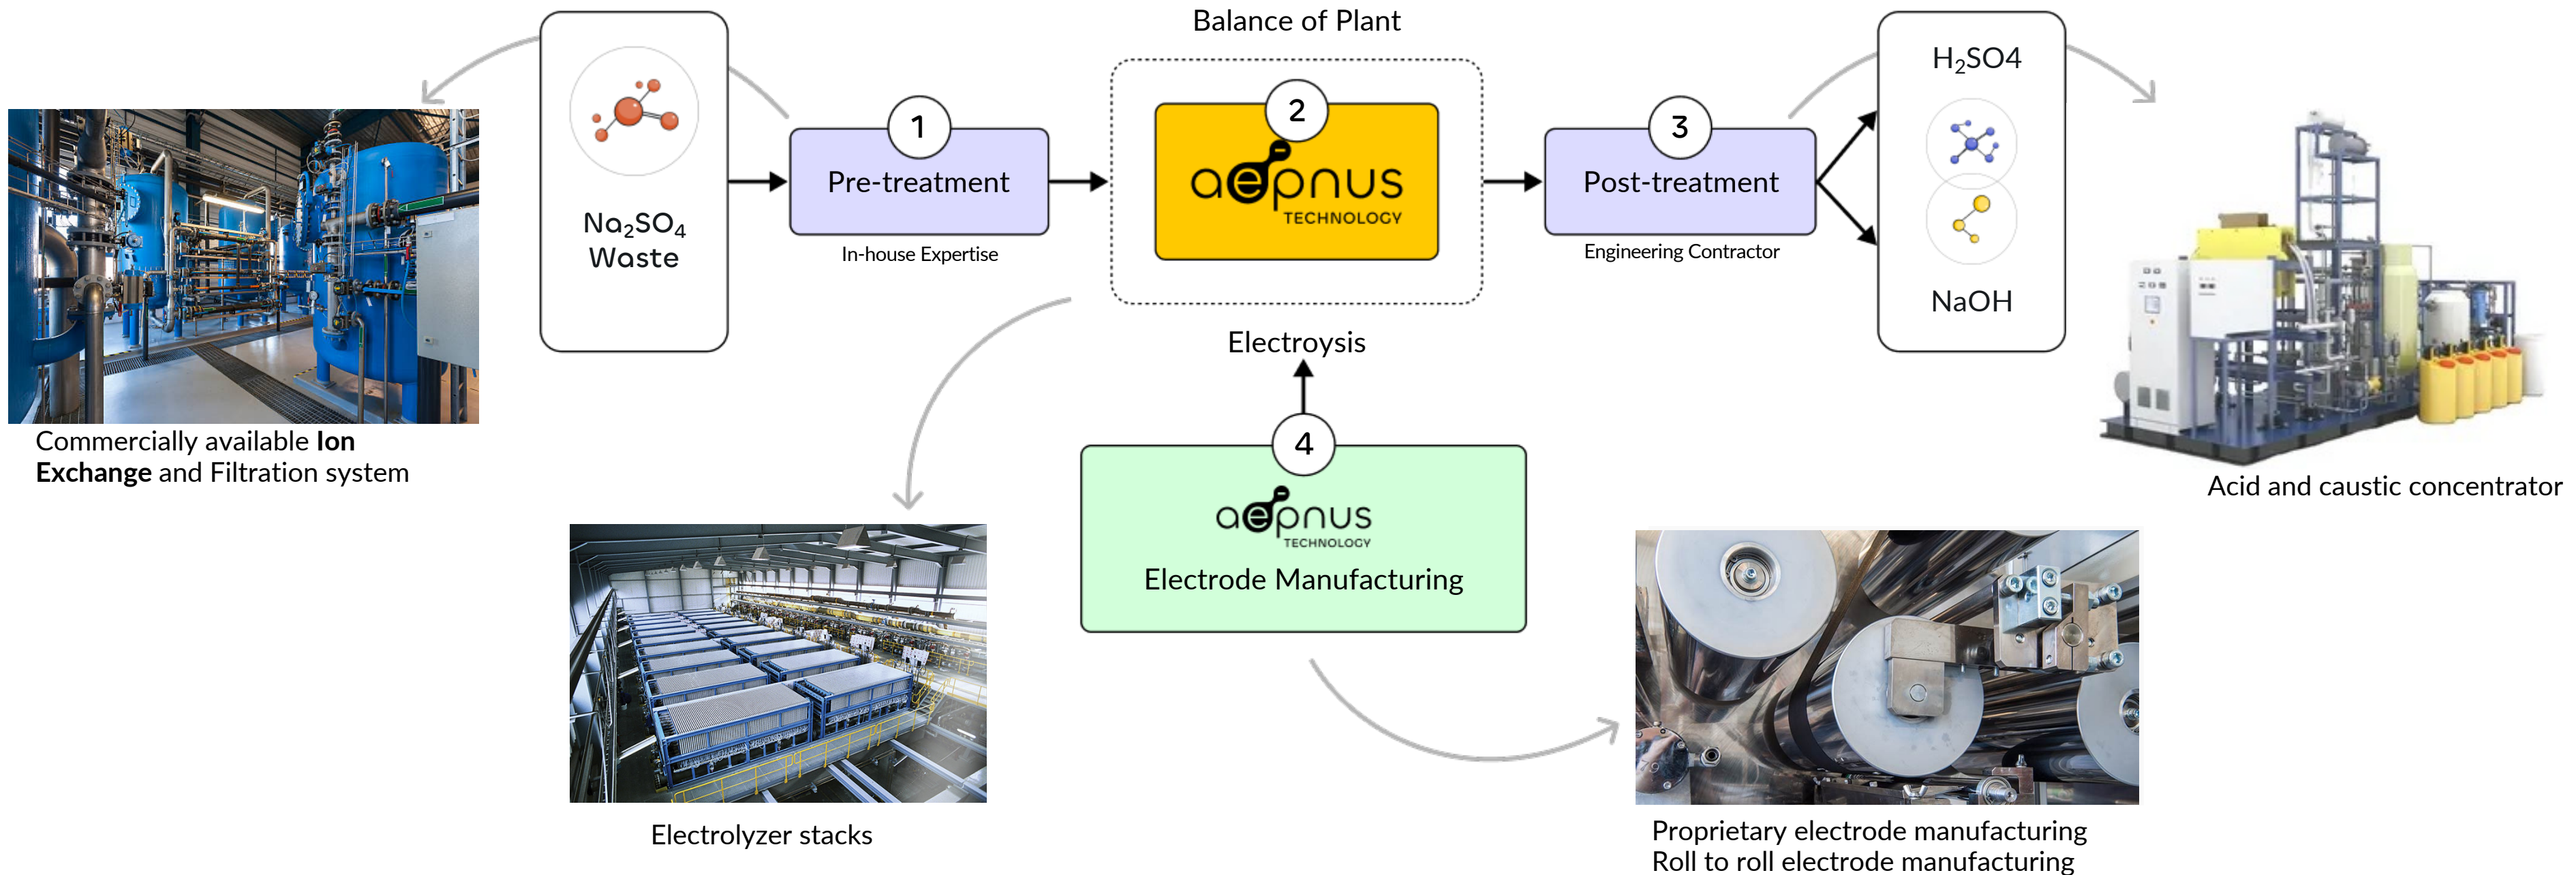 Balance of Plant
Na₂SO₄
Waste
1
Pre-treatment
In-house Expertise
2
aepnus
TECHNOLOGY
3
Post-treatment
Engineering Contractor
H₂SO4
NaOH
Electroysis
4
aepnus
TECHNOLOGY
Electrode Manufacturing
Commercially available Ion
Exchange and Filtration system
Acid and caustic concentrator
Electrolyzer stacks
Proprietary electrode manufacturing
Roll to roll electrode manufacturing